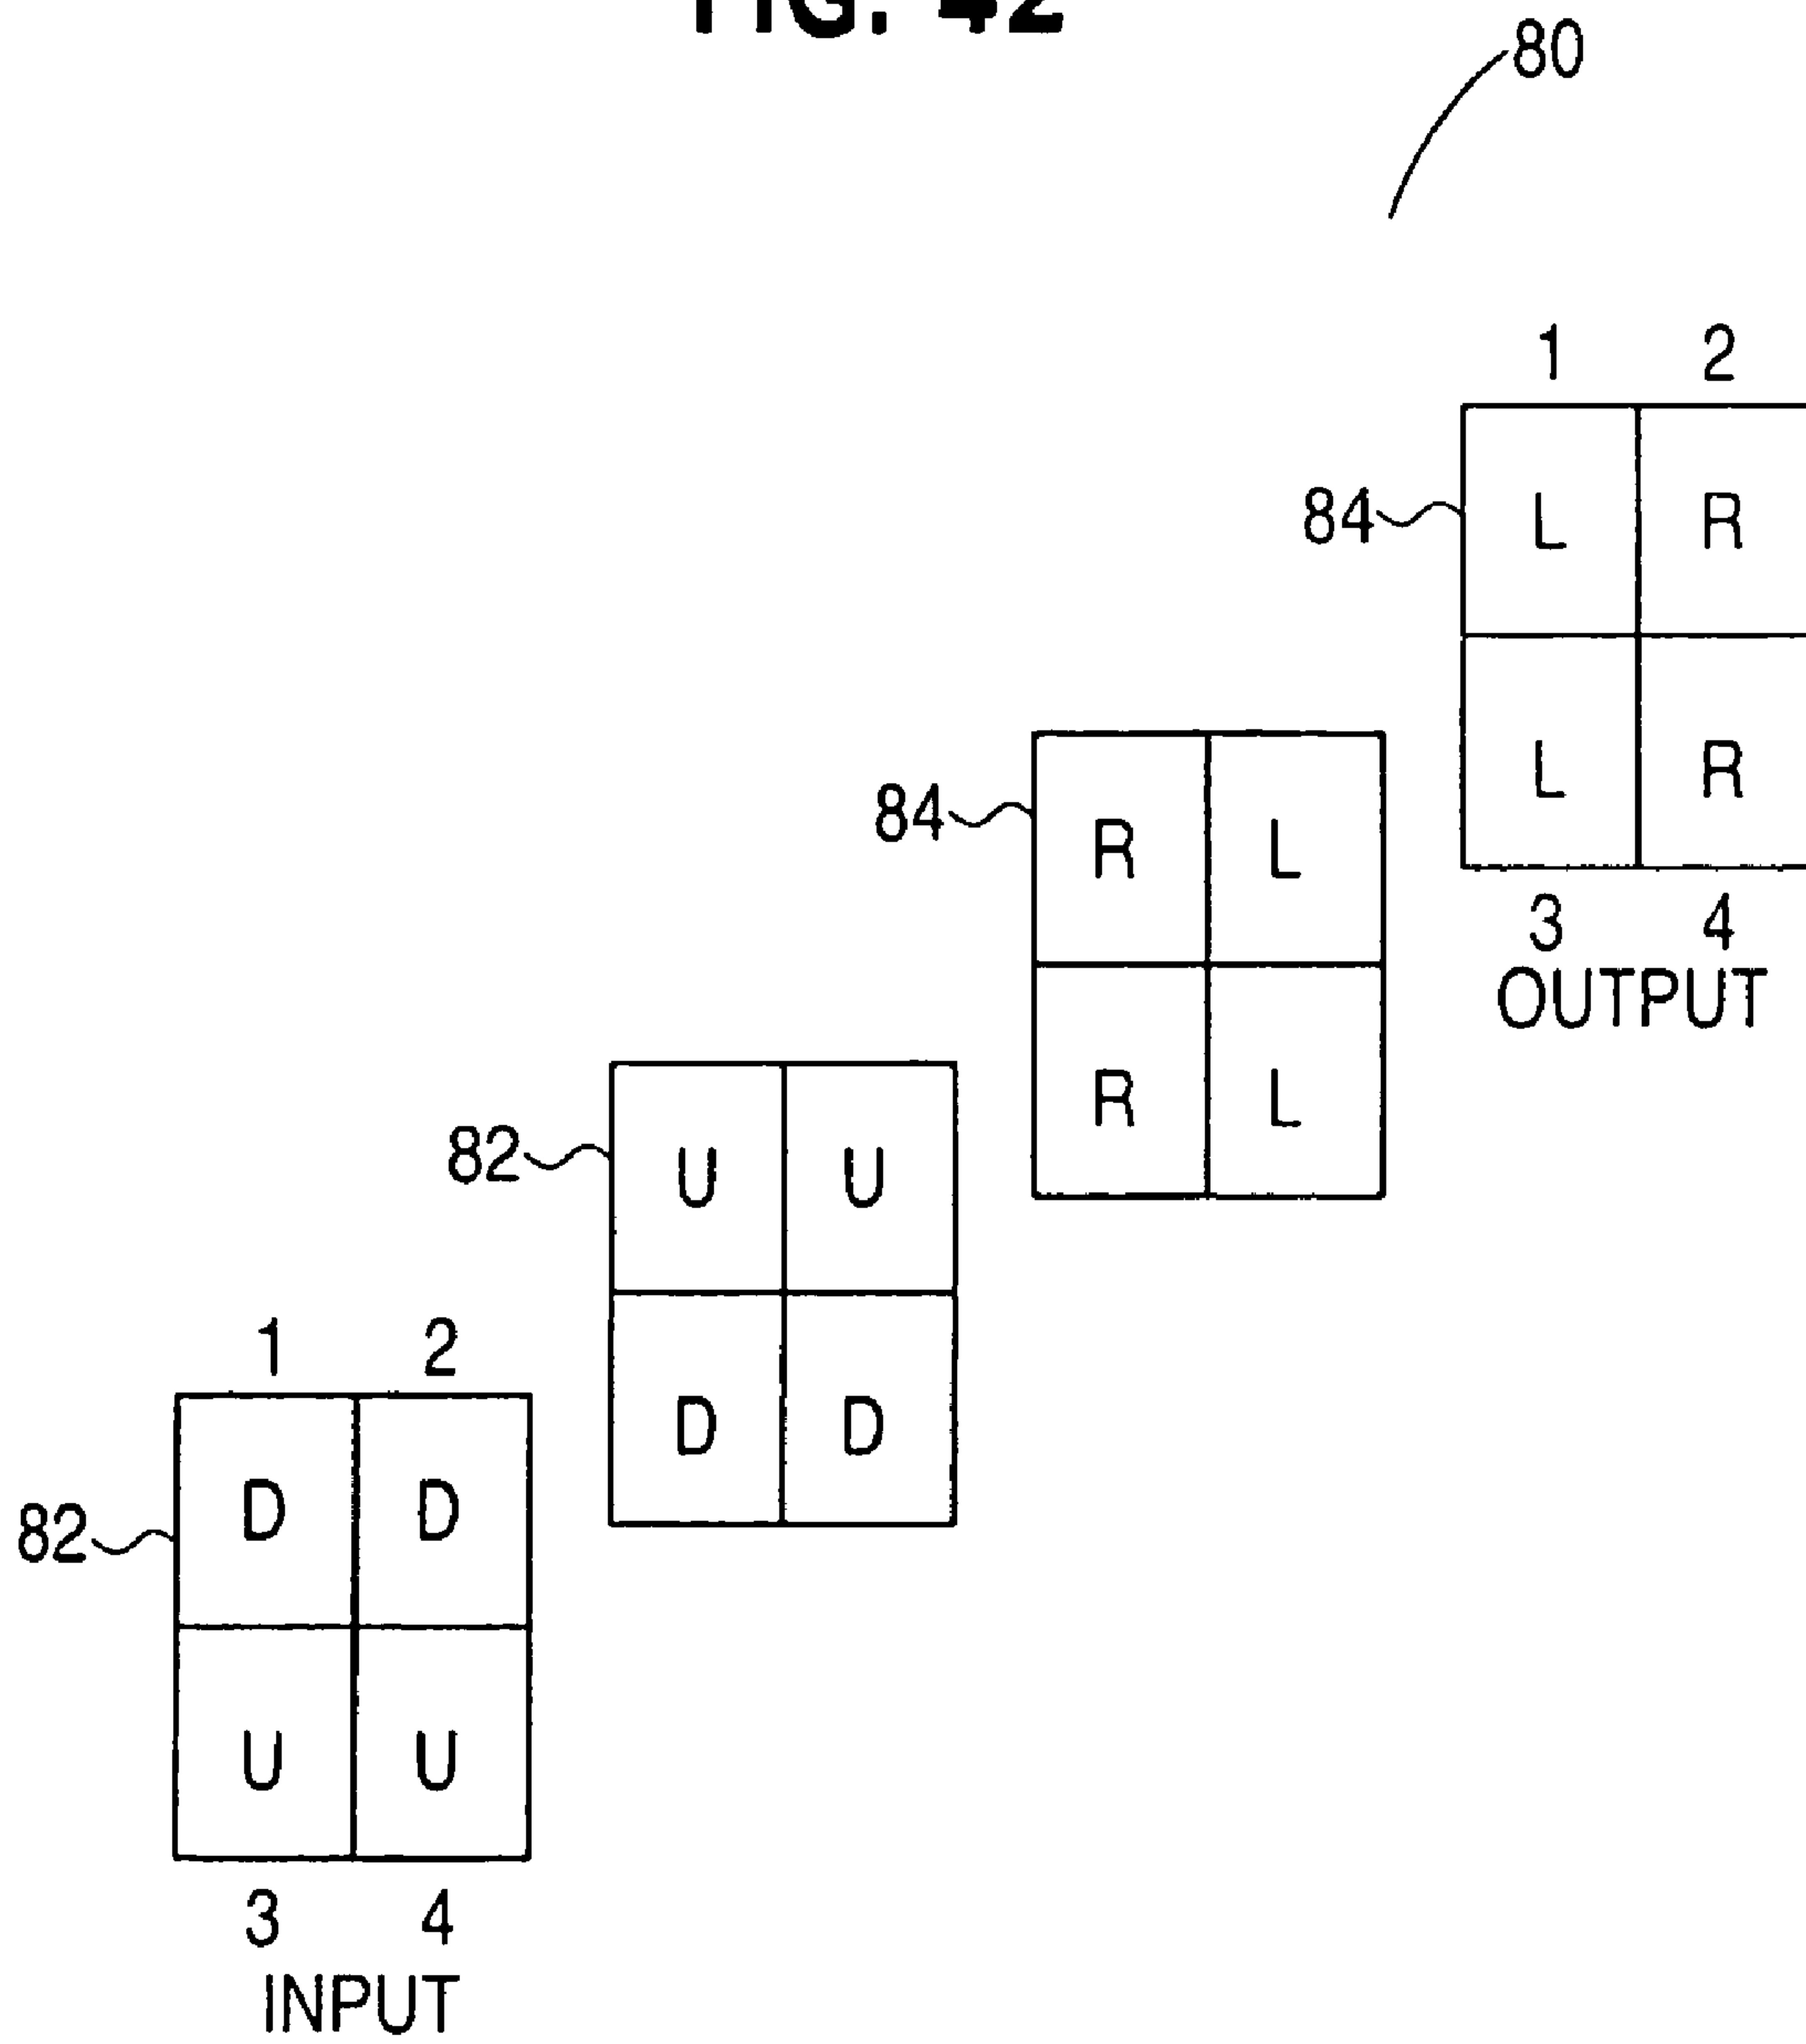 FIG. 42
80
1 2
84 L R
L R
3 4
OUTPUT
84 R L
R L
82 U U
D D
1 2
82 D D
U U
3 4
INPUT